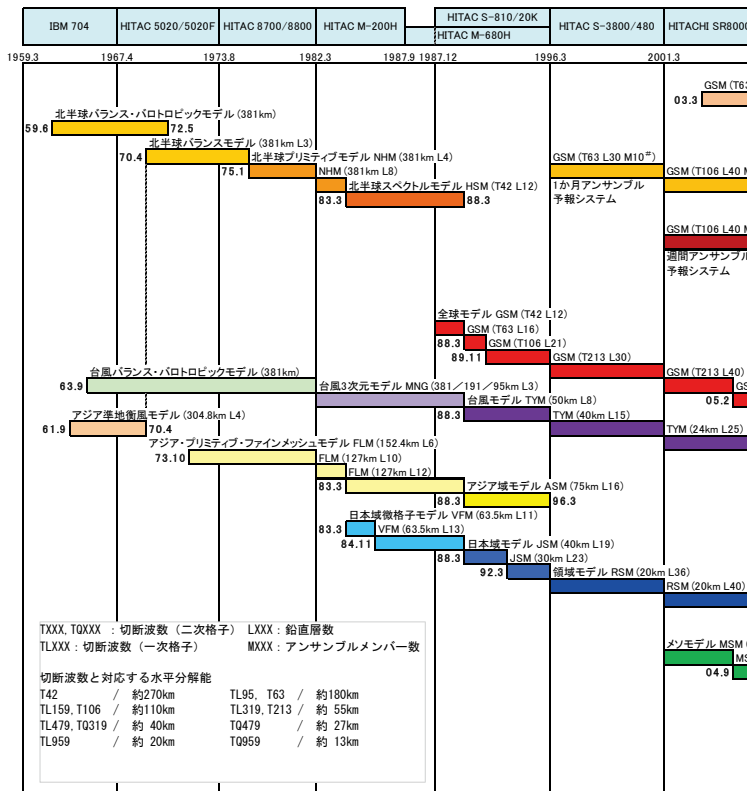 IBM 704
HITAC 5020/5020F
HITAC 8700/8800
HITAC M-200H
HITAC S-810/20K
HITAC M-680H
HITAC S-3800/480
HITACHI SR8000
1959.3
1967.4
1973.8
1982.3
1987.9
1987.12
1996.3
2001.3
GSM (T63
03.3
北半球バランス・バロトロピックモデル (381km)
59.6
72.5
北半球バランスモデル (381km L3)
70.4
北半球プリミティブモデル NHM (381km L4)
75.1
NHM (381km L8)
83.3
北半球スペクトルモデル HSM (T42 L12)
88.3
GSM (T63 L30 M10#)
1か月アンサンブル
予報システム
GSM (T106 L40 M
GSM (T106 L40 M
週間アンサンブル
予報システム
全球モデル GSM (T42 L12)
GSM (T63 L16)
88.3
GSM (T106 L21)
89.11
GSM (T213 L30)
GSM (T213 L40)
05.2
GS
台風バランス・バロトロピックモデル (381km)
63.9
台風3次元モデル MNG (381/191/95km L3)
台風モデル TYM (50km L8)
88.3
TYM (40km L15)
TYM (24km L25)
アジア準地衡風モデル (304.8km L4)
61.9
70.4
アジア・プリミティブ・ファインメッシュモデル FLM (152.4km L6)
73.10
FLM (127km L10)
FLM (127km L12)
83.3
アジア域モデル ASM (75km L16)
88.3
96.3
日本域微格子モデル VFM (63.5km L11)
83.3
VFM (63.5km L13)
84.11
日本域モデル JSM (40km L19)
88.3
JSM (30km L23)
92.3
領域モデル RSM (20km L36)
RSM (20km L40)
メソモデル MSM (
04.9
MS
TXXX, TQXXX : 切断波数 (二次格子) LXXX : 鉛直層数
TLXXX : 切断波数 (一次格子) MXXX : アンサンブルメンバー数
切断波数と対応する水平分解能
T42 / 約270km TL95, T63 / 約180km
TL159, T106 / 約110km TL319, T213 / 約 55km
TL479, TQ319 / 約 40km TQ479 / 約 27km
TL959 / 約 20km TQ959 / 約 13km